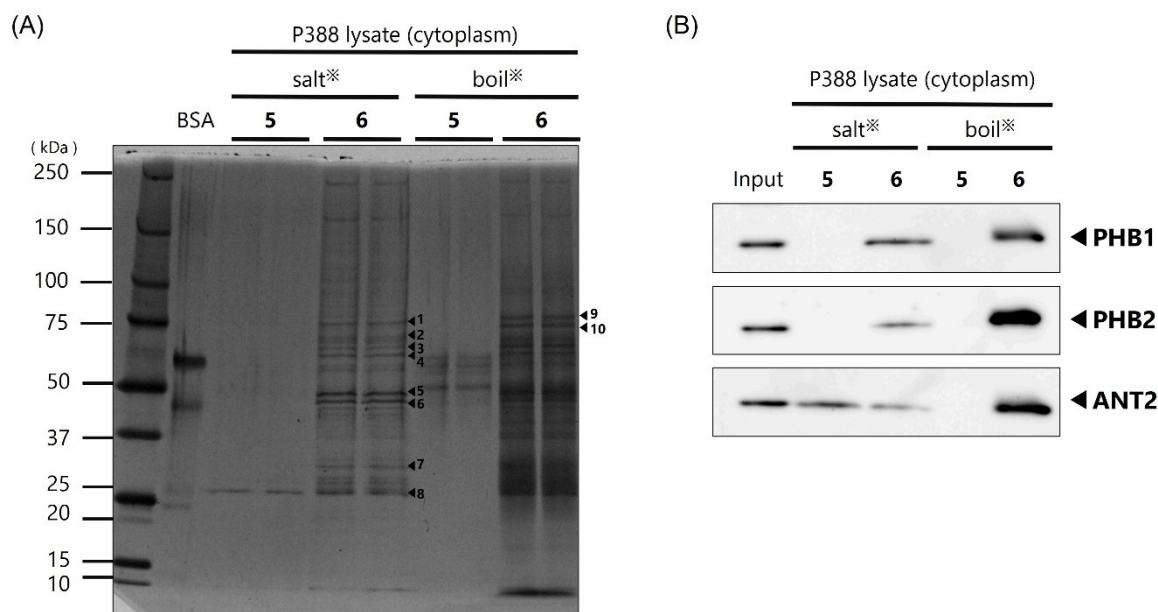 (A)
P388 lysate (cytoplasm)
salt※ boil※
BSA 5 6 5 6
( kDa )
250
150
100
75
50
37
25
20
15
10
1
2
3
4
5
6
7
8
9
10
(B)
P388 lysate (cytoplasm)
salt※ boil※
Input 5 6 5 6
◄PHB1
◄PHB2
◄ANT2